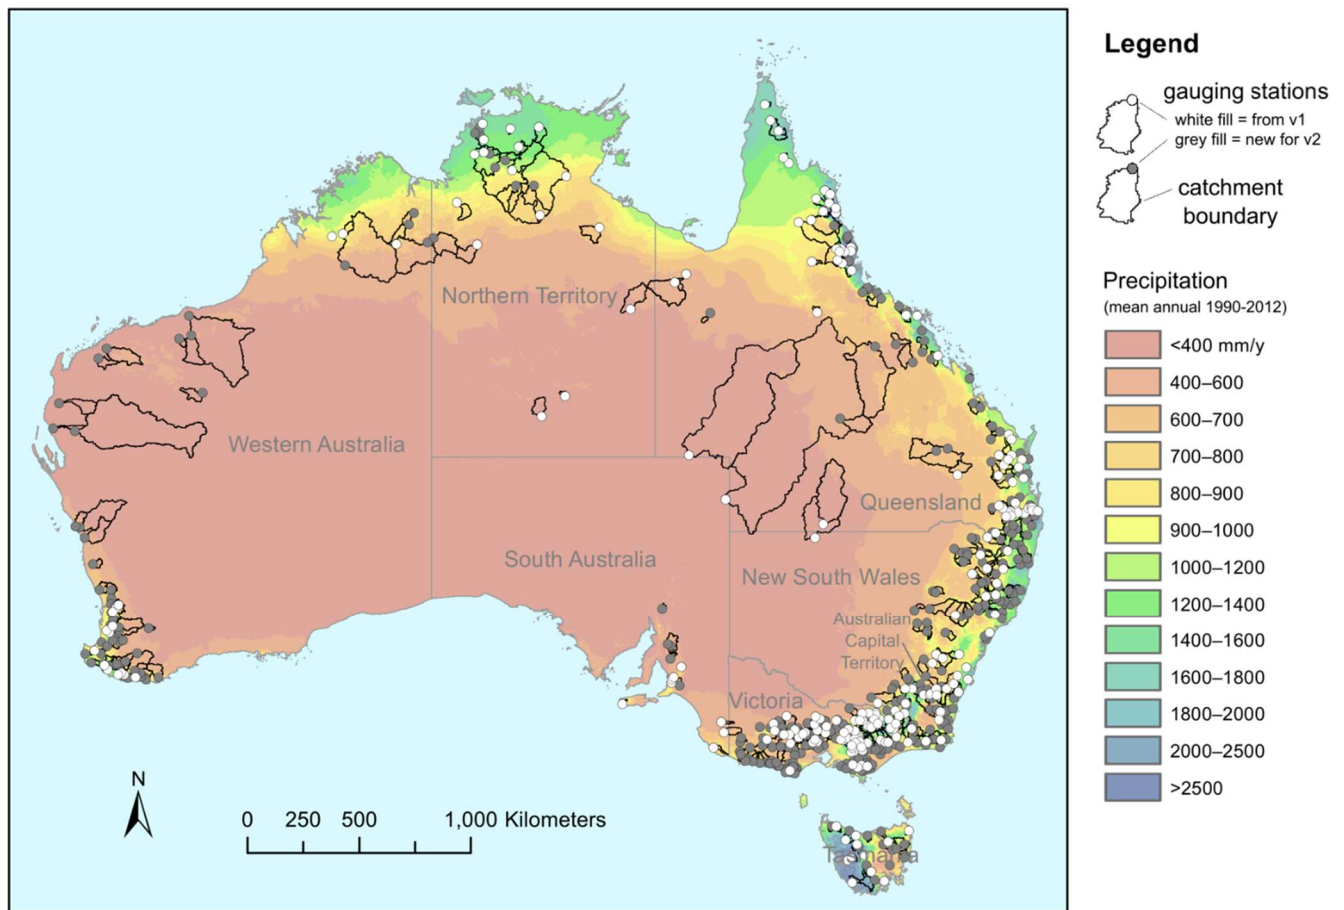 Legend
gauging stations
white fill = from v1
grey fill = new for v2
catchment
boundary
Precipitation
(mean annual 1990-2012)
<400 mm/y
400–600
600–700
700–800
800–900
900–1000
1000–1200
1200–1400
1400–1600
1600–1800
1800–2000
2000–2500
>2500
Northern Territory
Western Australia
Queensland
South Australia
New South Wales
Australian
Capital
Territory
Victoria
Tasmania
N
0 250 500 1,000 Kilometers